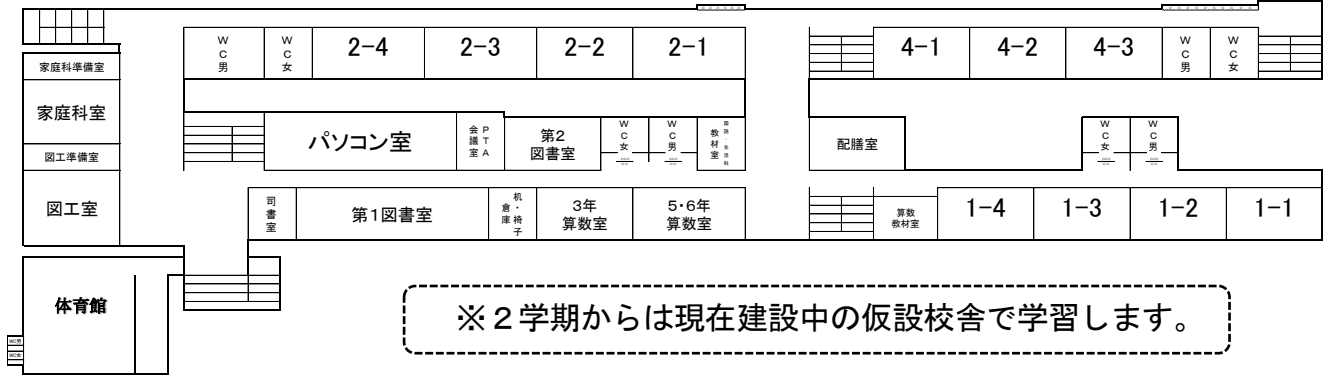 WC男
WC女
2-4
2-3
2-2
2-1
4-1
4-2
4-3
WC男
WC女
家庭科準備室
家庭科室
図工準備室
図工室
パソコン室
PTA
会議室
第2
図書室
WC女
WC男
教材室
配膳室
WC女
WC男
司書室
第1図書室
机・椅子
倉庫
3年
算数室
5・6年
算数室
算数
教材室
1-4
1-3
1-2
1-1
体育館
WC男
WC女
※2学期からは現在建設中の仮設校舎で学習します。